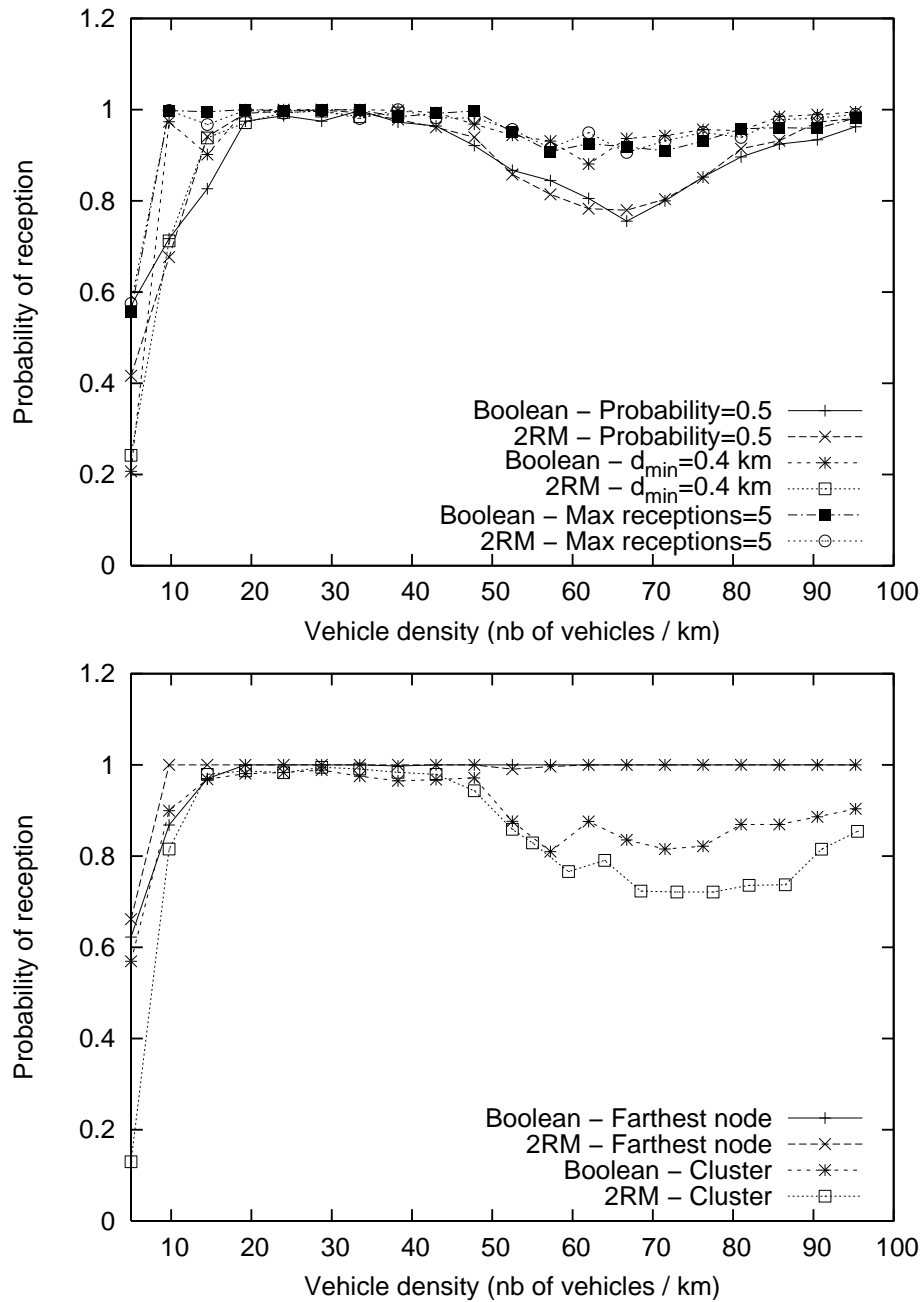 1.2
1
0.8
0.6
0.4
0.2
0
Probability of reception
Boolean – Probability=0.5
2RM – Probability=0.5
Boolean – dmin=0.4 km
2RM – dmin=0.4 km
Boolean – Max receptions=5
2RM – Max receptions=5
10 20 30 40 50 60 70 80 90 100
Vehicle density (nb of vehicles / km)
1.2
1
0.8
0.6
0.4
0.2
0
Probability of reception
Boolean – Farthest node
2RM – Farthest node
Boolean – Cluster
2RM – Cluster
10 20 30 40 50 60 70 80 90 100
Vehicle density (nb of vehicles / km)